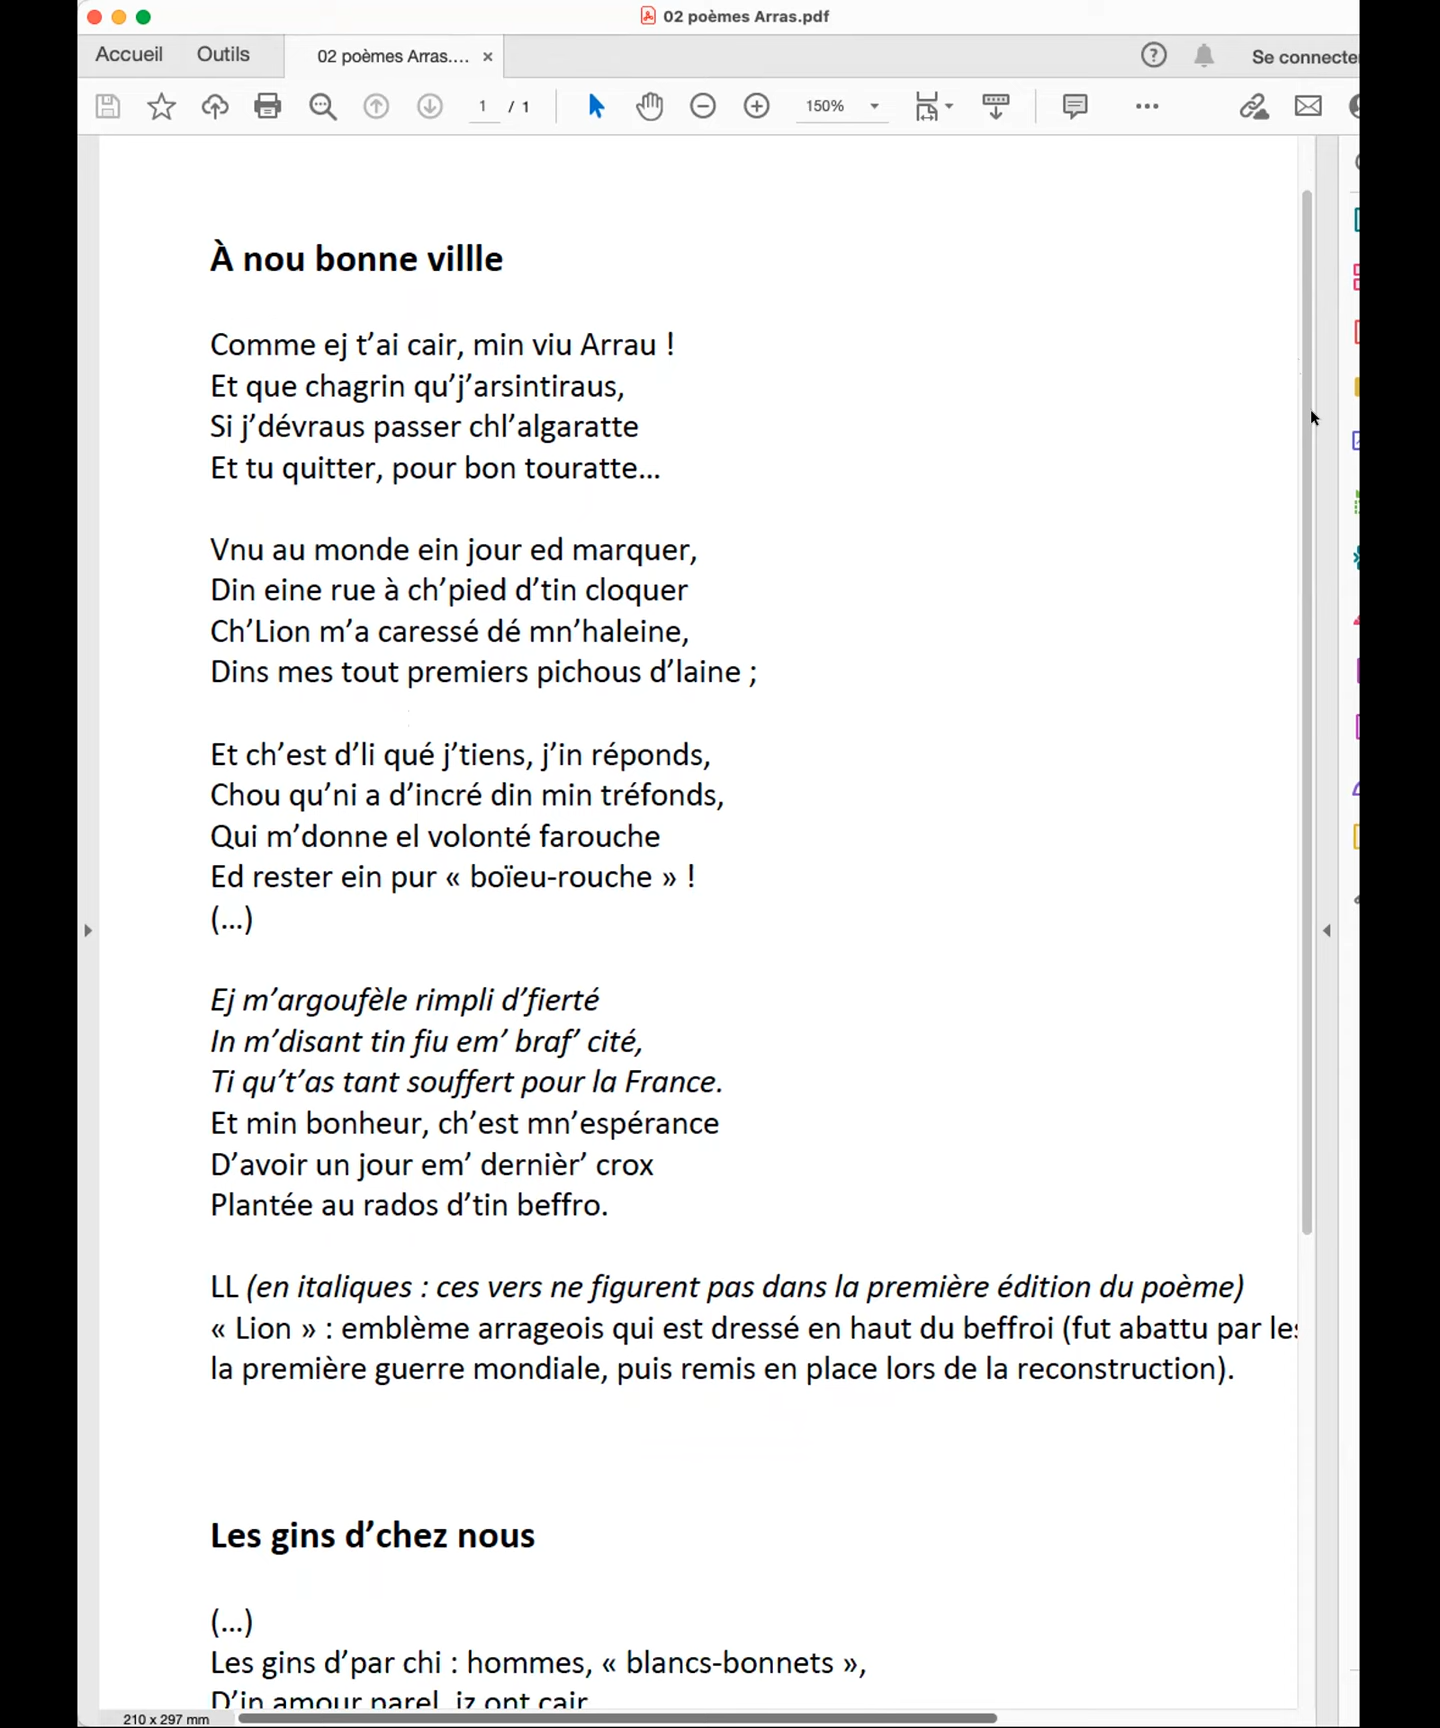 02 poèmes Arras.pdf
Accueil Outils 02 poèmes Arras.... × ? Se connecte
1 / 1 150% ...
À nou bonne villle
Comme ej t’ai cair, min viu Arrau !
Et que chagrin qu’j’arsintiraus,
Si j’dévraus passer chl’algaratte
Et tu quitter, pour bon touratte...
Vnu au monde ein jour ed marquer,
Din eine rue à ch’pied d’tin cloquer
Ch’Lion m’a caressé dé mn’haleine,
Dins mes tout premiers pichous d’laine ;
Et ch’est d’li qué j’tiens, j’in réponds,
Chou qu’ni a d’incré din min tréfonds,
Qui m’donne el volonté farouche
Ed rester ein pur « boïeu-rouche » !
(...)
Ej m’argoufèle rimpli d’fierté
In m’disant tin fiu em’ braf’ cité,
Ti qu’t’as tant souffert pour la France.
Et min bonheur, ch’est mn’espérance
D’avoir un jour em’ dernièr’ crox
Plantée au rados d’tin beffro.
LL (en italiques : ces vers ne figurent pas dans la première édition du poème)
« Lion » : emblème arrageois qui est dressé en haut du beffroi (fut abattu par les
la première guerre mondiale, puis remis en place lors de la reconstruction).
Les gins d’chez nous
(...)
Les gins d’par chi : hommes, « blancs-bonnets »,
D’in amour parel, iz ont cair
210 x 297 mm